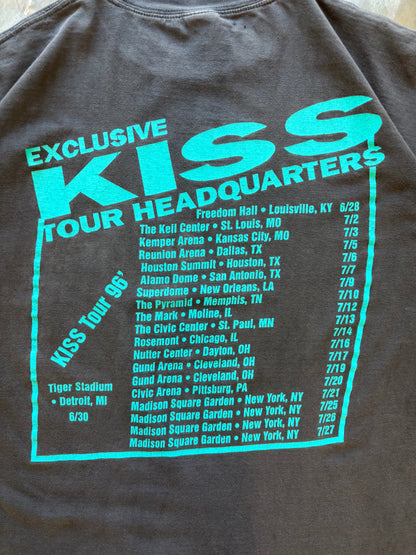 EXCLUSIVE
KISS
TOUR HEADQUARTERS
Freedom Hall • Louisville, KY 6/28
The Kell Center • St. Louis, MO 7/2
Kemper Arena • Kansas City, MO 7/3
Reunion Arena • Dallas, TX 7/5
Houston Summit • Houston, TX 7/6
Alamo Dome • San Antonio, TX 7/7
Superdome • New Orleans, LA 7/9
The Pyramid • Memphis, TN 7/10
The Mark • Moline, IL 7/12
The Civic Center • St. Paul, MN 7/13
Rosemont • Chicago, IL 7/14
Nutter Center • Dayton, OH 7/16
Gund Arena • Cleveland, OH 7/17
Gund Arena • Cleveland, OH 7/19
Civic Arena • Pittsburg, PA 7/20
Madison Square Garden • New York, NY 7/21
Madison Square Garden • New York, NY 7/25
Madison Square Garden • New York, NY 7/26
Madison Square Garden • New York, NY 7/27
KISS Tour 96'
Tiger Stadium
• Detroit, MI
6/30